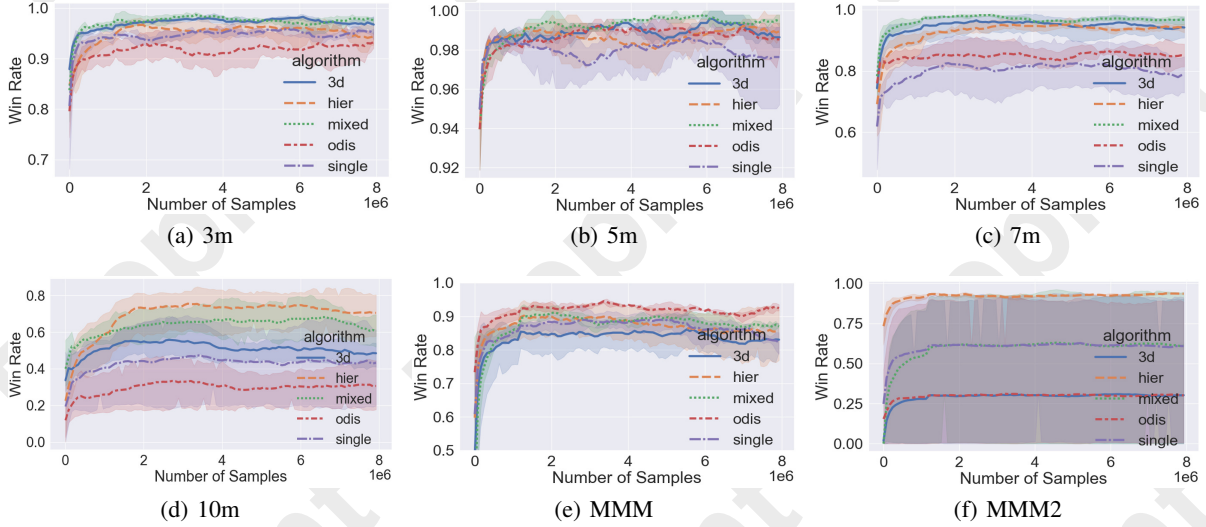 1.0
0.9
0.8
0.7
Win Rate
algorithm
3d
hier
mixed
odis
single
0 2 4 6 8
Number of Samples 1e6
(a) 3m
1.00
0.98
0.96
0.94
0.92
Win Rate
algorithm
3d
hier
mixed
odis
single
0 2 4 6 8
Number of Samples 1e6
(b) 5m
1.0
0.8
0.6
Win Rate
algorithm
3d
hier
mixed
odis
single
0 2 4 6 8
Number of Samples 1e6
(c) 7m
0.8
0.6
0.4
0.2
0.0
Win Rate
algorithm
3d
hier
mixed
odis
single
0 2 4 6 8
Number of Samples 1e6
(d) 10m
1.0
0.9
0.8
0.7
0.6
0.5
Win Rate
algorithm
3d
hier
mixed
odis
single
0 2 4 6 8
Number of Samples 1e6
(e) MMM
1.00
0.75
0.50
0.25
0.00
Win Rate
algorithm
3d
hier
mixed
odis
single
0 2 4 6 8
Number of Samples 1e6
(f) MMM2